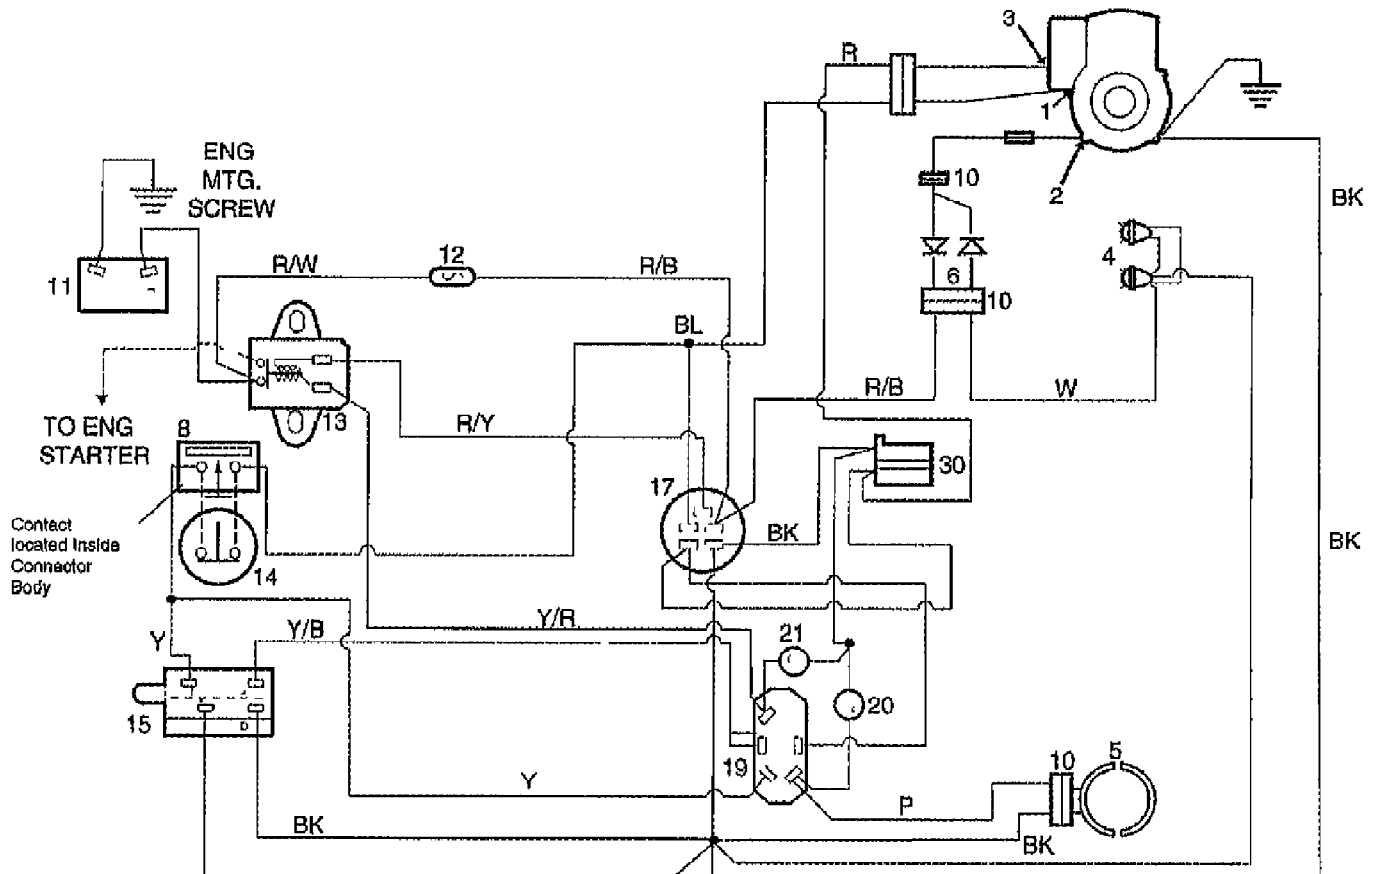 3
R
1
2
BK
10
ENG
MTG.
SCREW
4
12
R/W
R/B
6
10
11
BL
R/B
W
13
TO ENG
STARTER
8
R/Y
30
17
BK
BK
Contact
located Inside
Connector
Body
14
Y/R
Y/B
Y
21
20
15
19
10
5
Y
P
BK
BK